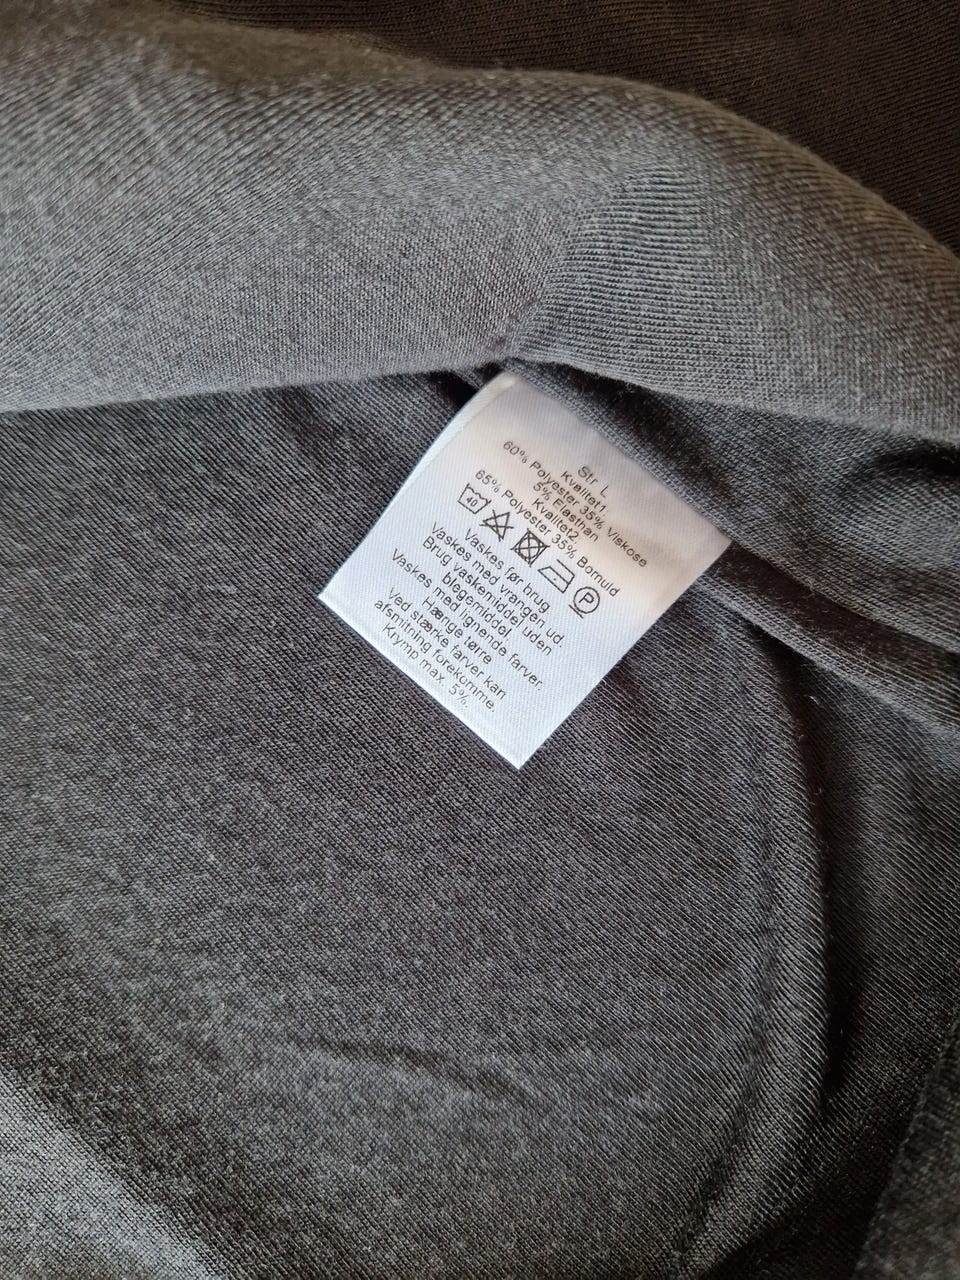 Str L
Kvalitet1.
60% Polyester 35% Viskose
5% Elasthan
Kvalitet2.
65% Polyester 35% Bomuld
40 P
Vaskes før brug
Vaskes med vrangen ud.
Brug vaskemiddel uden
blegemiddel
Vaskes med lignende farver.
Hænge tørre
Ved stærke farver kan
afsmitning forekomme.
Krymp max. 5%.